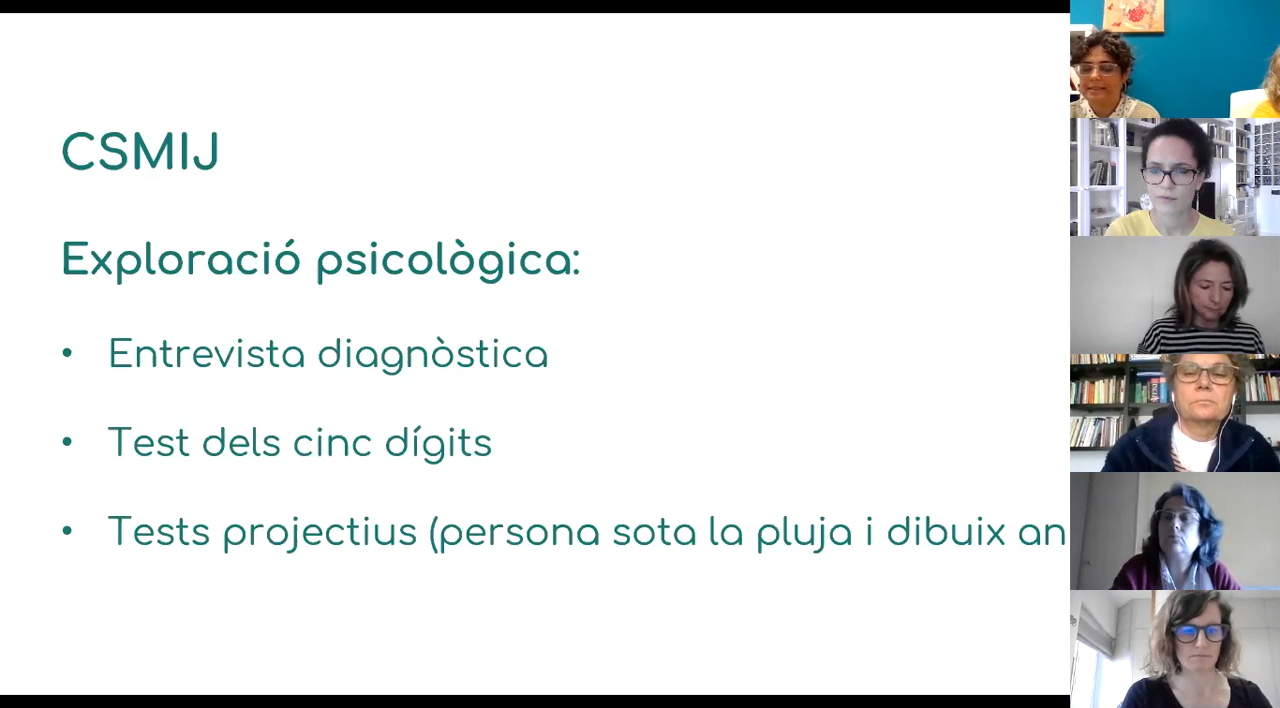 CSMIJ
Exploració psicològica:
• Entrevista diagnòstica
• Test dels cinc dígits
• Tests projectius (persona sota la pluja i dibuix an